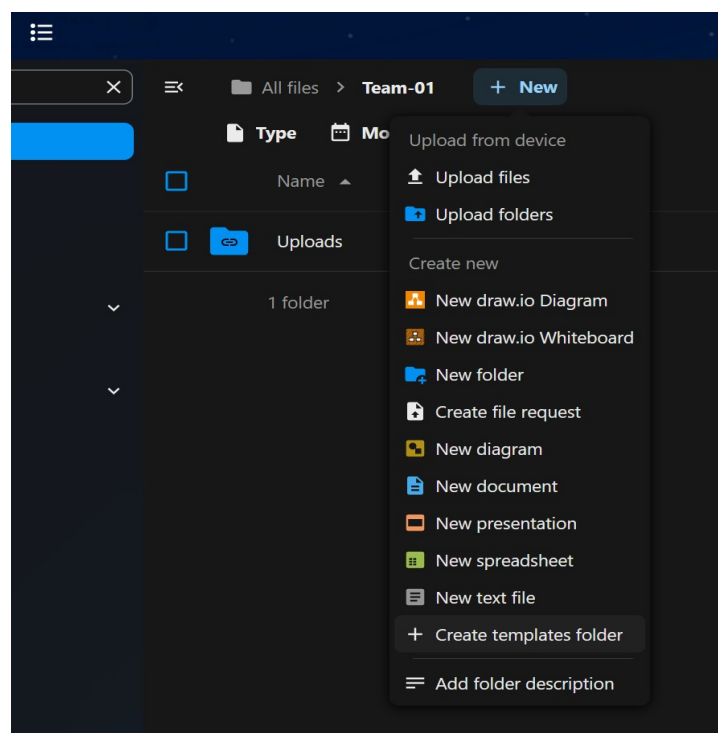 All files > Team-01 + New
Type Mo
Name
Uploads
1 folder
Upload from device
Upload files
Upload folders
Create new
New draw.io Diagram
New draw.io Whiteboard
New folder
Create file request
New diagram
New document
New presentation
New spreadsheet
New text file
Create templates folder
Add folder description